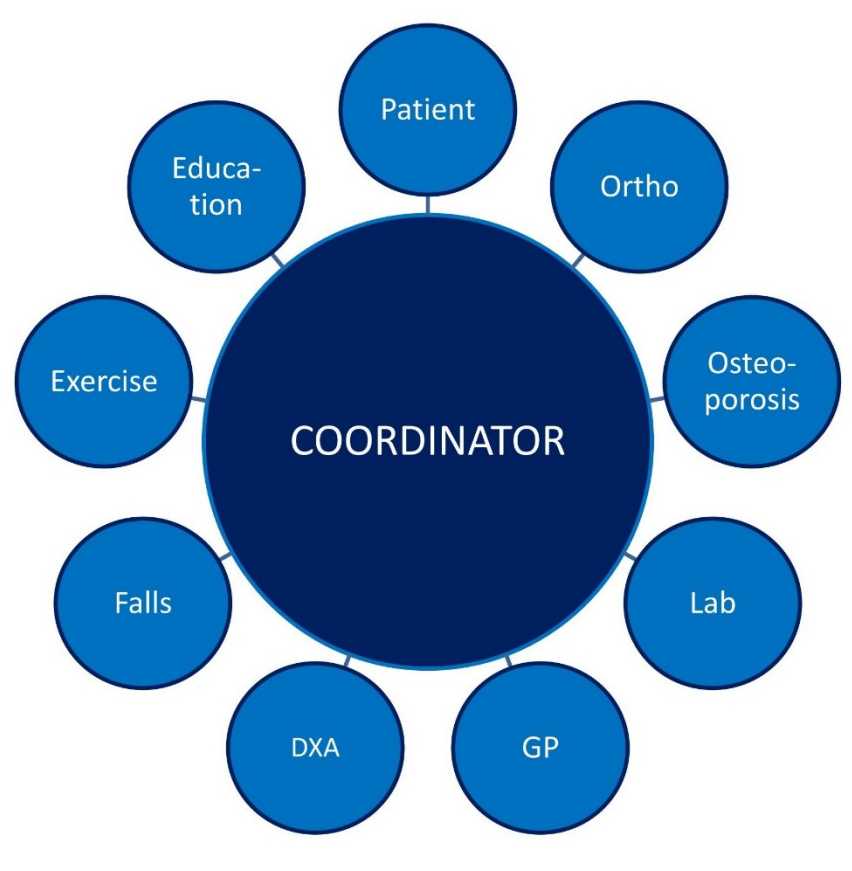 Patient
Ortho
Osteo-
porosis
Lab
GP
DXA
Falls
Exercise
Educa-
tion
COORDINATOR